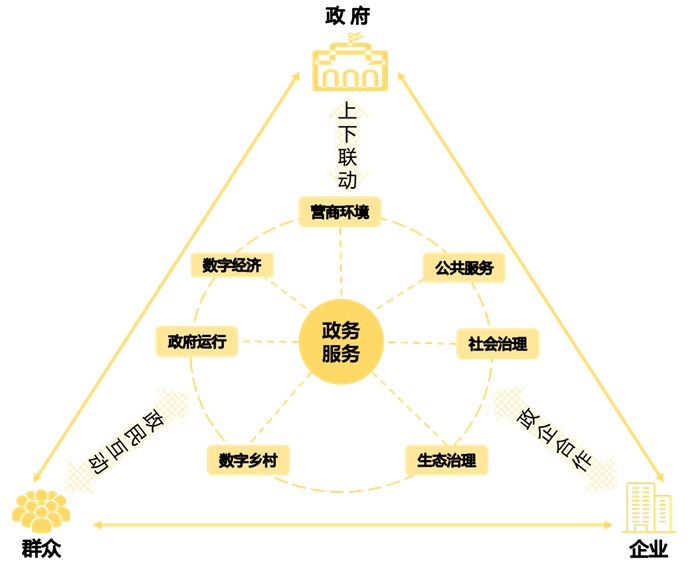 政府
上下联动
营商环境
数字经济
公共服务
政务
服务
政府运行
社会治理
政民互动
政企合作
数字乡村
生态治理
群众
企业